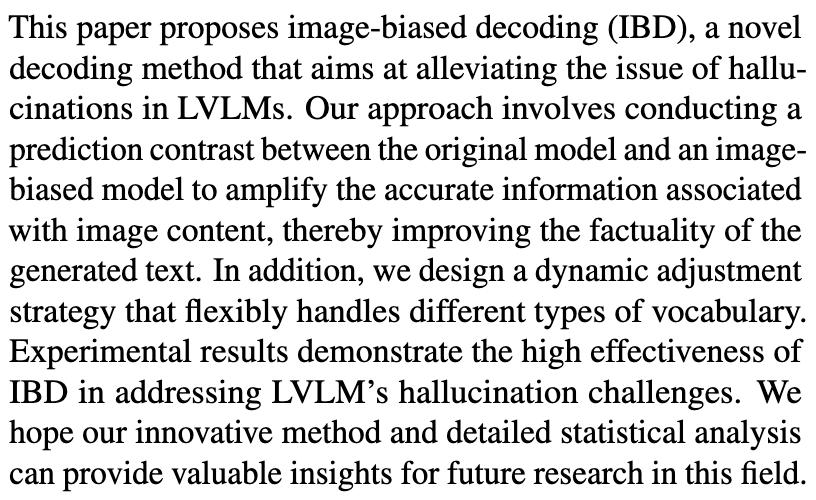 This paper proposes image-biased decoding (IBD), a novel
decoding method that aims at alleviating the issue of hallu-
cinations in LVLMs. Our approach involves conducting a
prediction contrast between the original model and an image-
biased model to amplify the accurate information associated
with image content, thereby improving the factuality of the
generated text. In addition, we design a dynamic adjustment
strategy that flexibly handles different types of vocabulary.
Experimental results demonstrate the high effectiveness of
IBD in addressing LVLM’s hallucination challenges. We
hope our innovative method and detailed statistical analysis
can provide valuable insights for future research in this field.